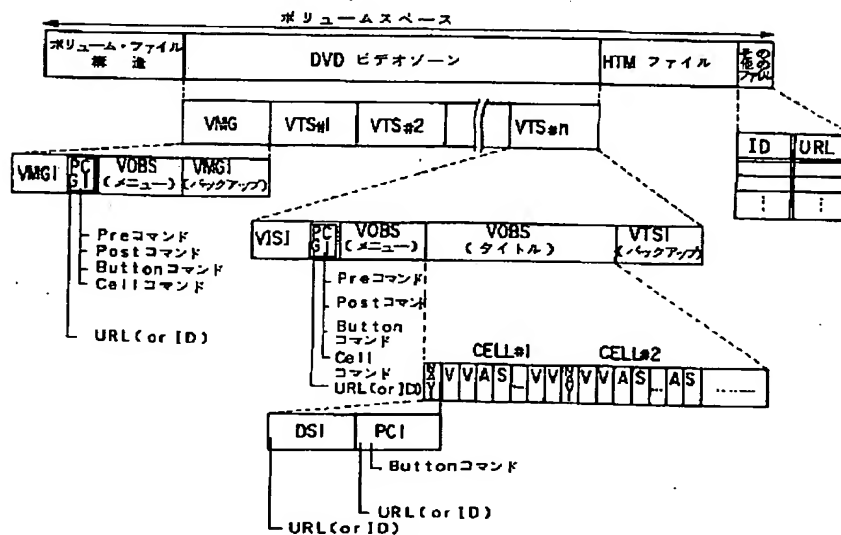 ボリュームスペース
ボリューム・ファイル
構造
DVD ビデオゾーン
HTM ファイル
その
他の
ファイル
VMG
VTS#1
VTS#2
VTS#n
ID
URL
VMGI
PGCI
VOBS
(メニュー)
VMGI
(バックアップ)
Preコマンド
Postコマンド
Buttonコマンド
Cellコマンド
URL(or ID)
VTSI
PGCI
VOBS
(メニュー)
VOBS
(タイトル)
VTSI
(バックアップ)
Preコマンド
Postコマンド
Button
コマンド
Cell
コマンド
URL(or ID)
CELL#1
CELL#2
NAV V V A S … V V NAV V V A S … A S ………
DSI
PCI
Buttonコマンド
URL(or ID)
URL(or ID)